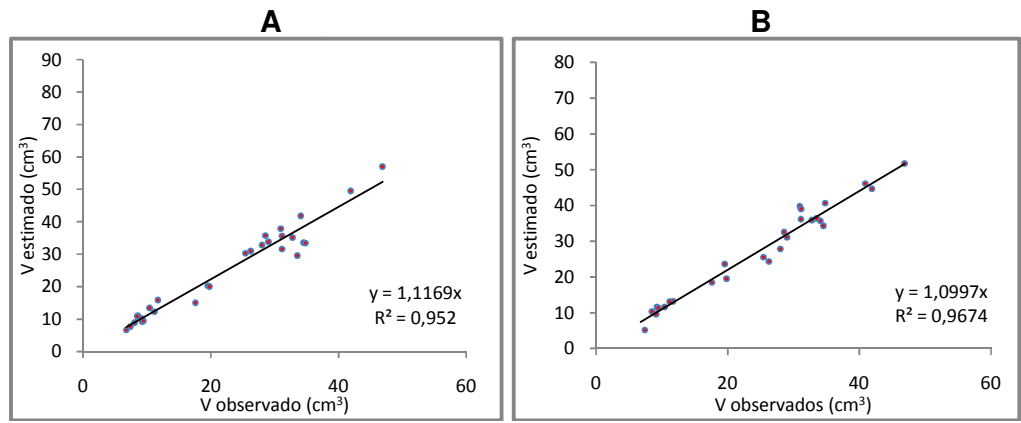 A
90
80
70
60
50
40
30
20
10
0
V estimado (cm³)
y = 1,1169x
R² = 0,952
0 20 40 60
V observado (cm³)
B
80
70
60
50
40
30
20
10
0
V estimado (cm³)
y = 1,0997x
R² = 0,9674
0 20 40 60
V observados (cm³)